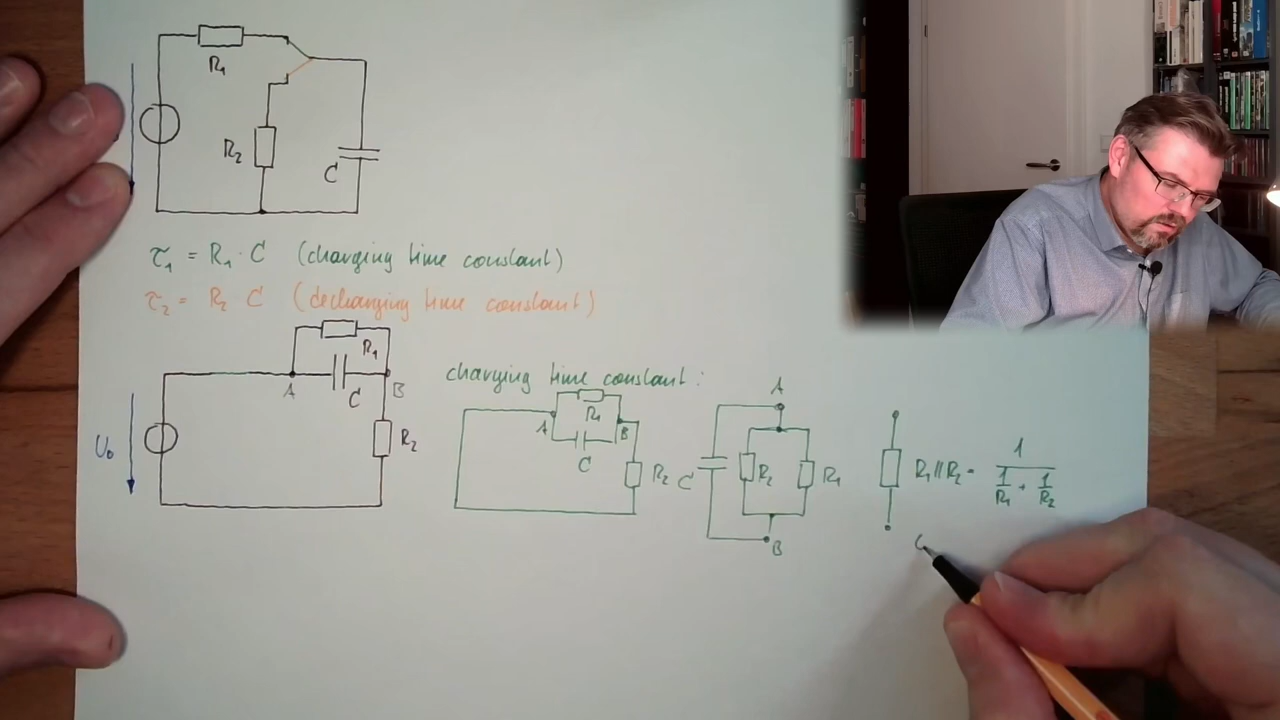 R₁
R₂
C
τ₁ = R₁ · C (charging time constant)
τ₂ = R₂ C (decharging time constant)
R₁
A
C
B
U₀
R₂
charging time constant:
R₁
A
B
C
R₂
A
C
R₂
R₁
B
R₁//R₂ = 1 / (1/R₁ + 1/R₂)